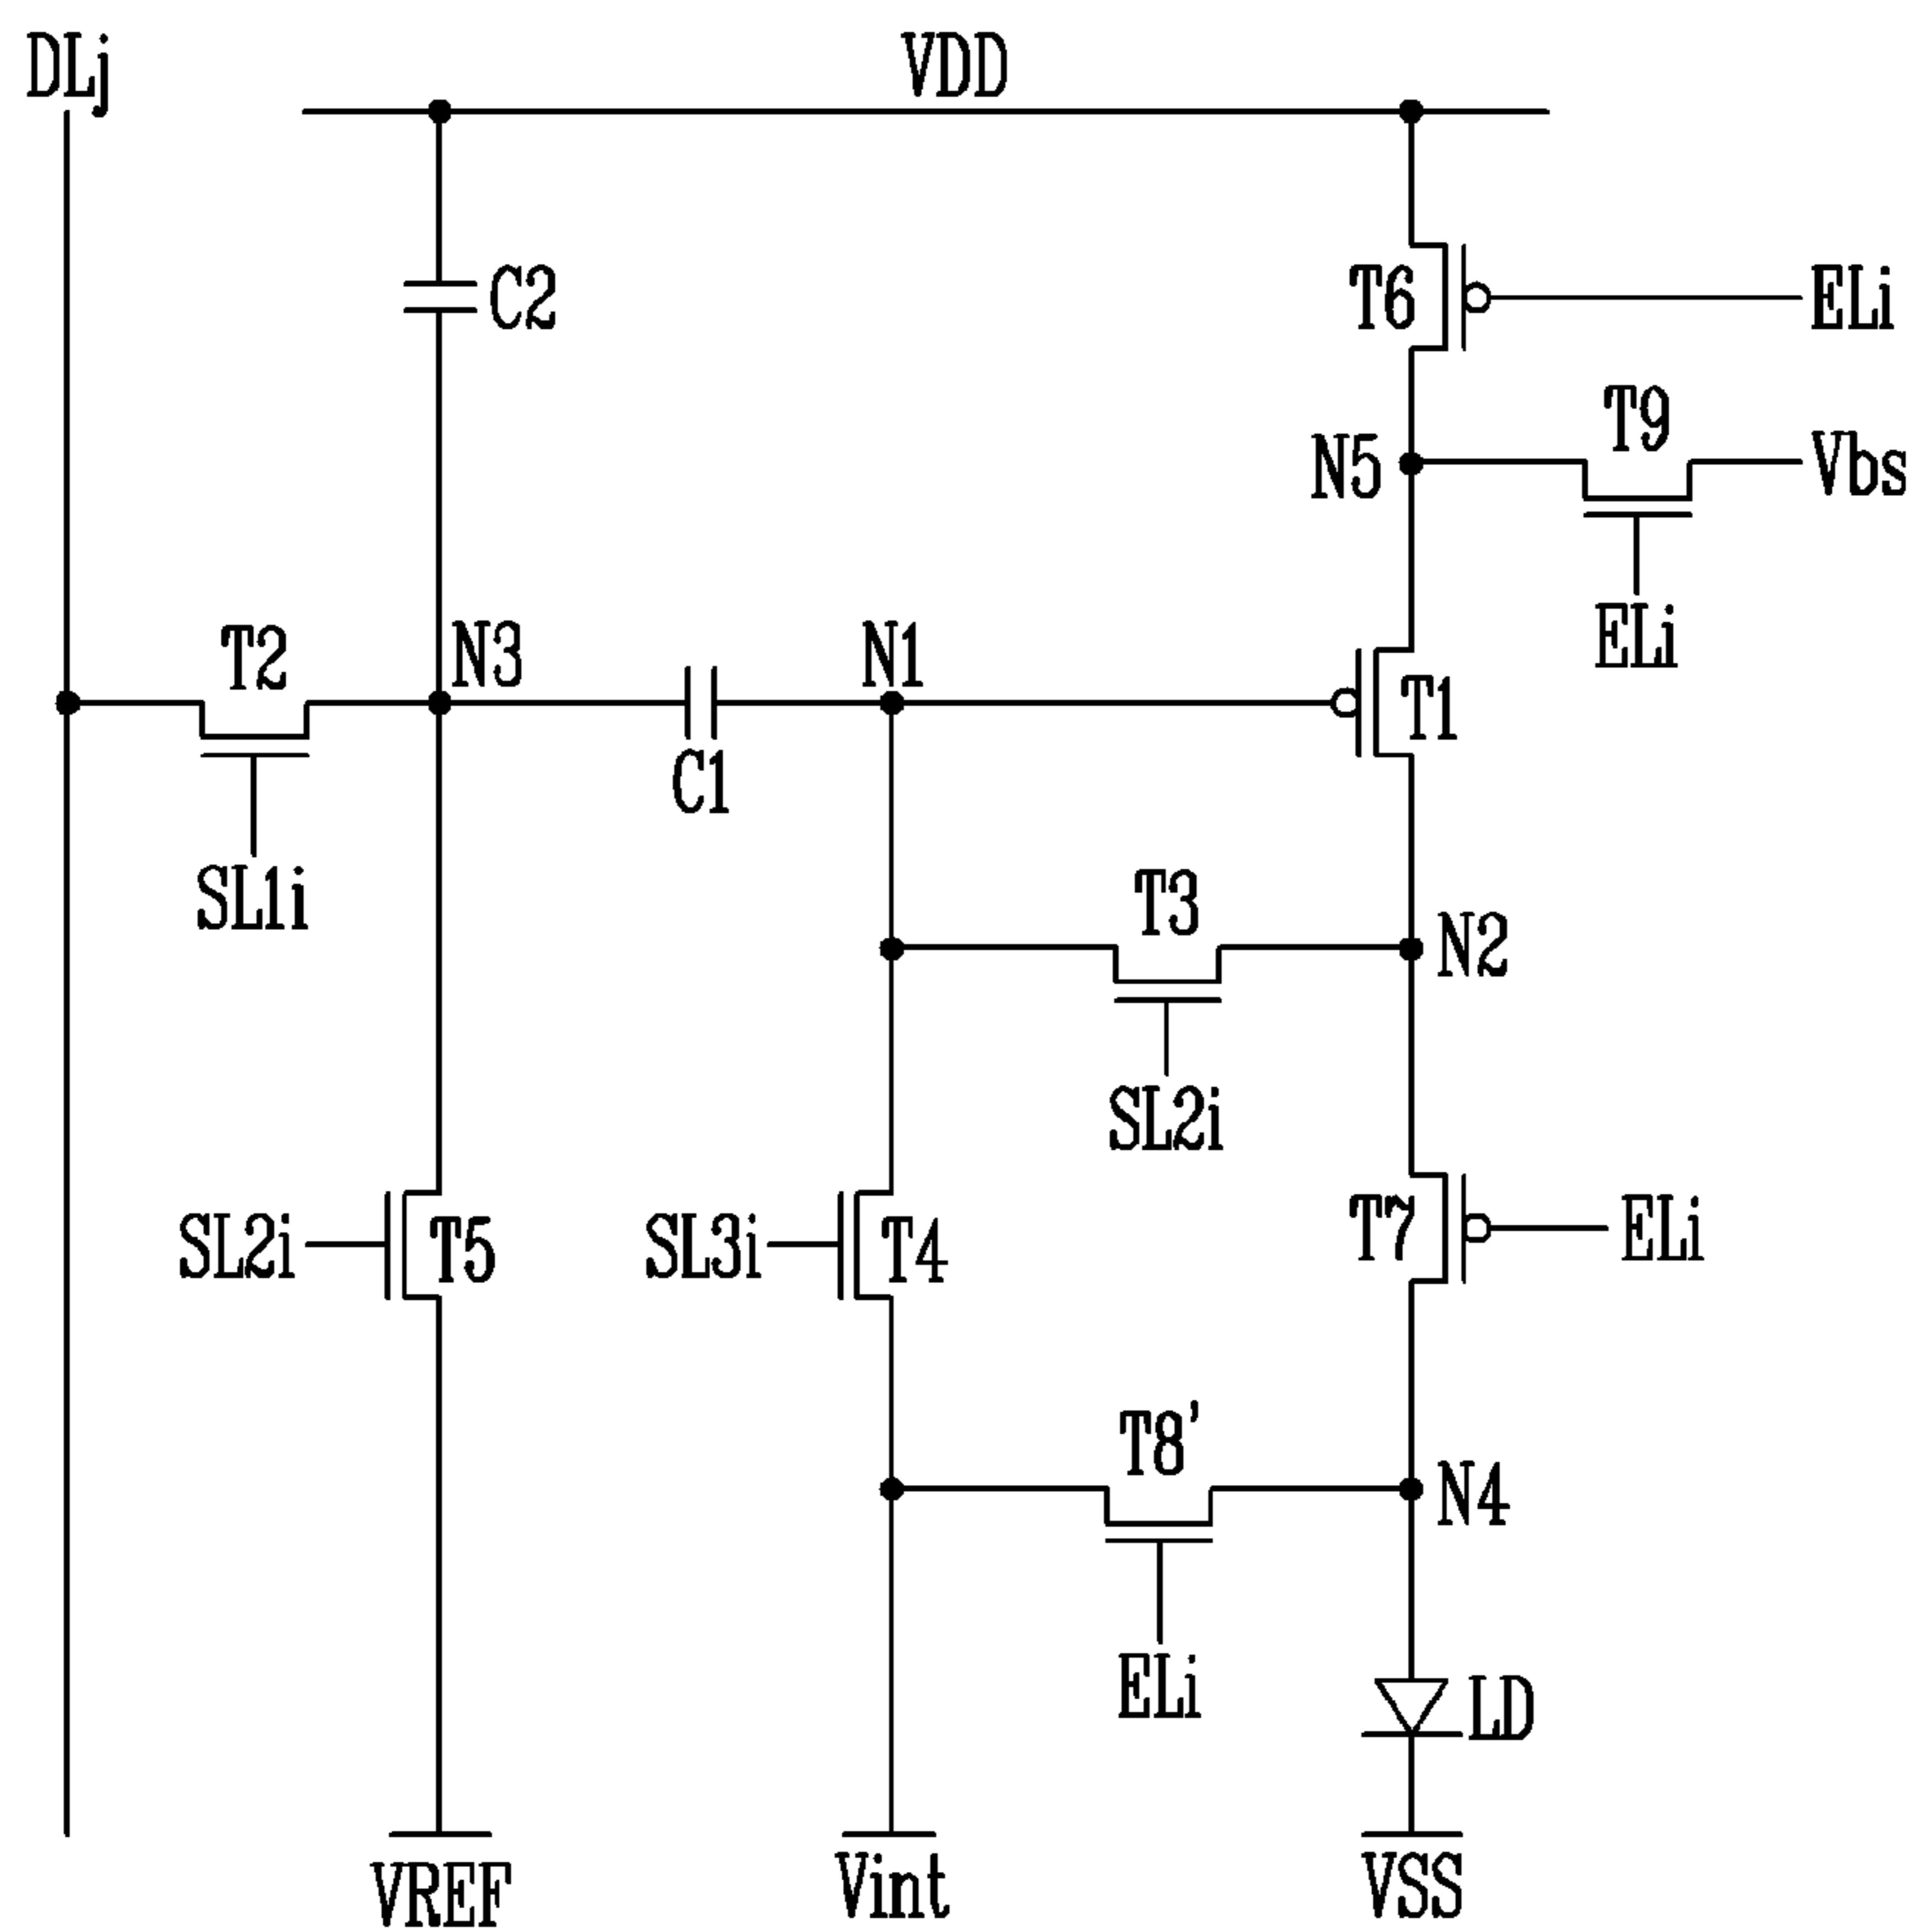 DLj
VDD
C2
T6
ELi
T9
N5
Vbs
ELi
T2
N3
N1
T1
C1
SL1i
T3
N2
SL2i
SL2i
T5
SL3i
T4
T7
ELi
T8'
N4
ELi
LD
VREF
Vint
VSS